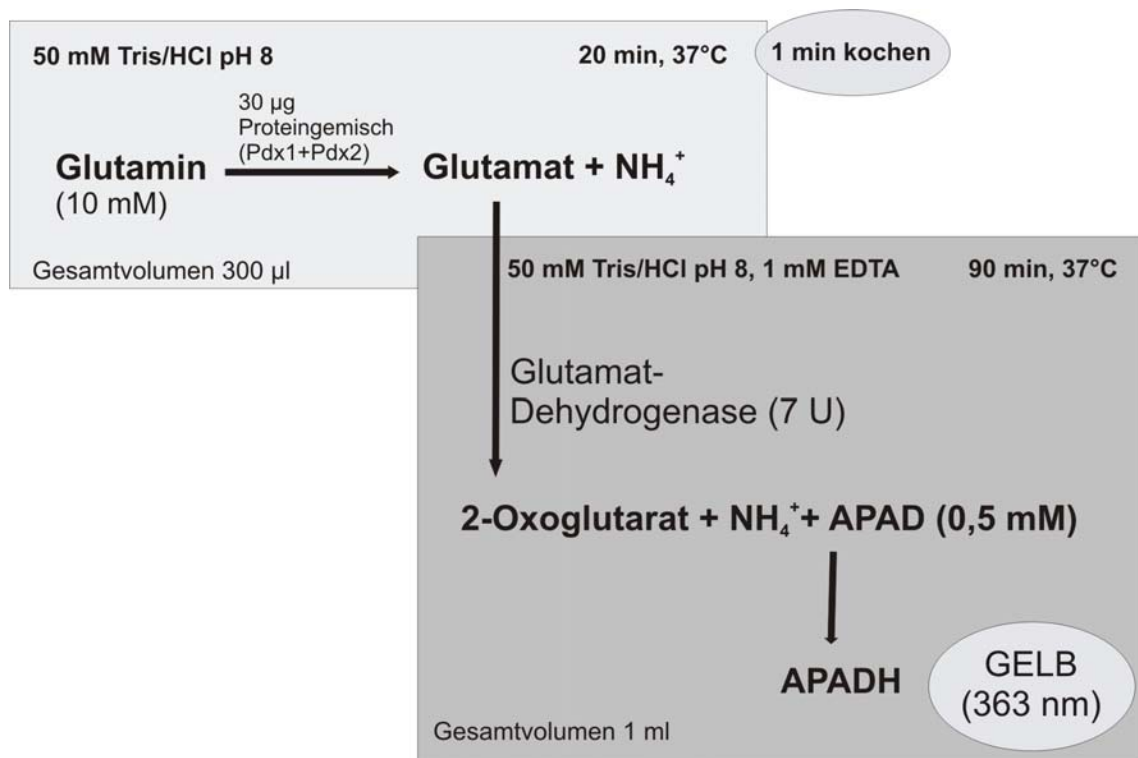 50 mM Tris/HCl pH 8
20 min, 37°C
1 min kochen
30 µg
Proteingemisch
(Pdx1+Pdx2)
Glutamin
(10 mM)
Glutamat + NH₄⁺
Gesamtvolumen 300 µl
50 mM Tris/HCl pH 8, 1 mM EDTA
90 min, 37°C
Glutamat-
Dehydrogenase (7 U)
2-Oxoglutarat + NH₄⁺+ APAD (0,5 mM)
APADH
GELB
(363 nm)
Gesamtvolumen 1 ml